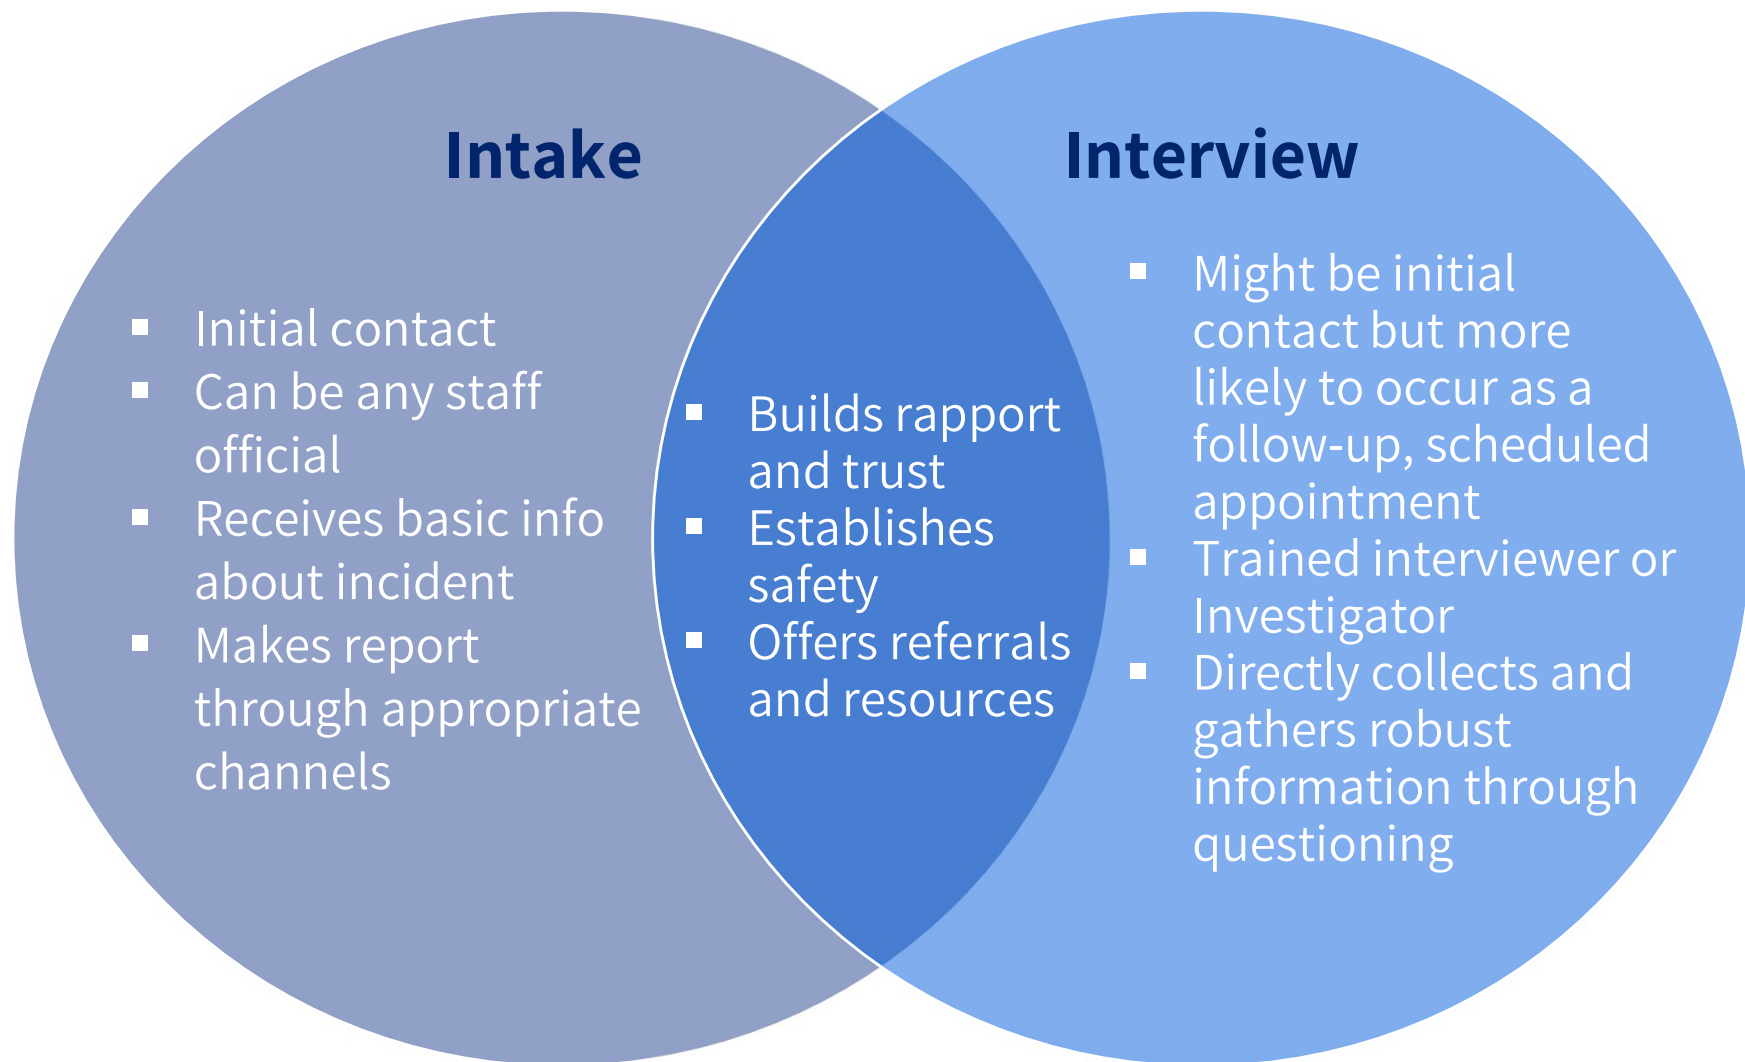 Intake
▪ Initial contact
▪ Can be any staff
official
▪ Receives basic info
about incident
▪ Makes report
through appropriate
channels
▪ Builds rapport
and trust
▪ Establishes
safety
▪ Offers referrals
and resources
Interview
▪ Might be initial
contact but more
likely to occur as a
follow-up, scheduled
appointment
▪ Trained interviewer or
Investigator
▪ Directly collects and
gathers robust
information through
questioning